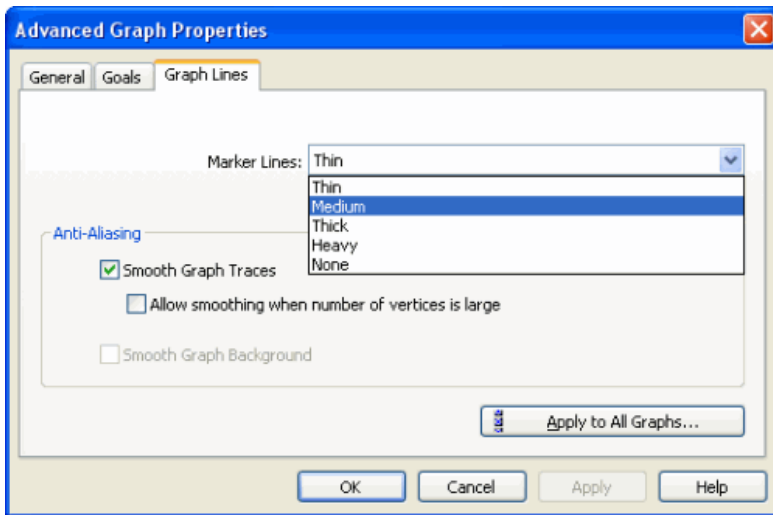 Advanced Graph Properties
General Goals Graph Lines
Marker Lines: Thin
Thin
Medium
Thick
Heavy
None
Anti-Aliasing
Smooth Graph Traces
Allow smoothing when number of vertices is large
Smooth Graph Background
Apply to All Graphs...
OK Cancel Apply Help